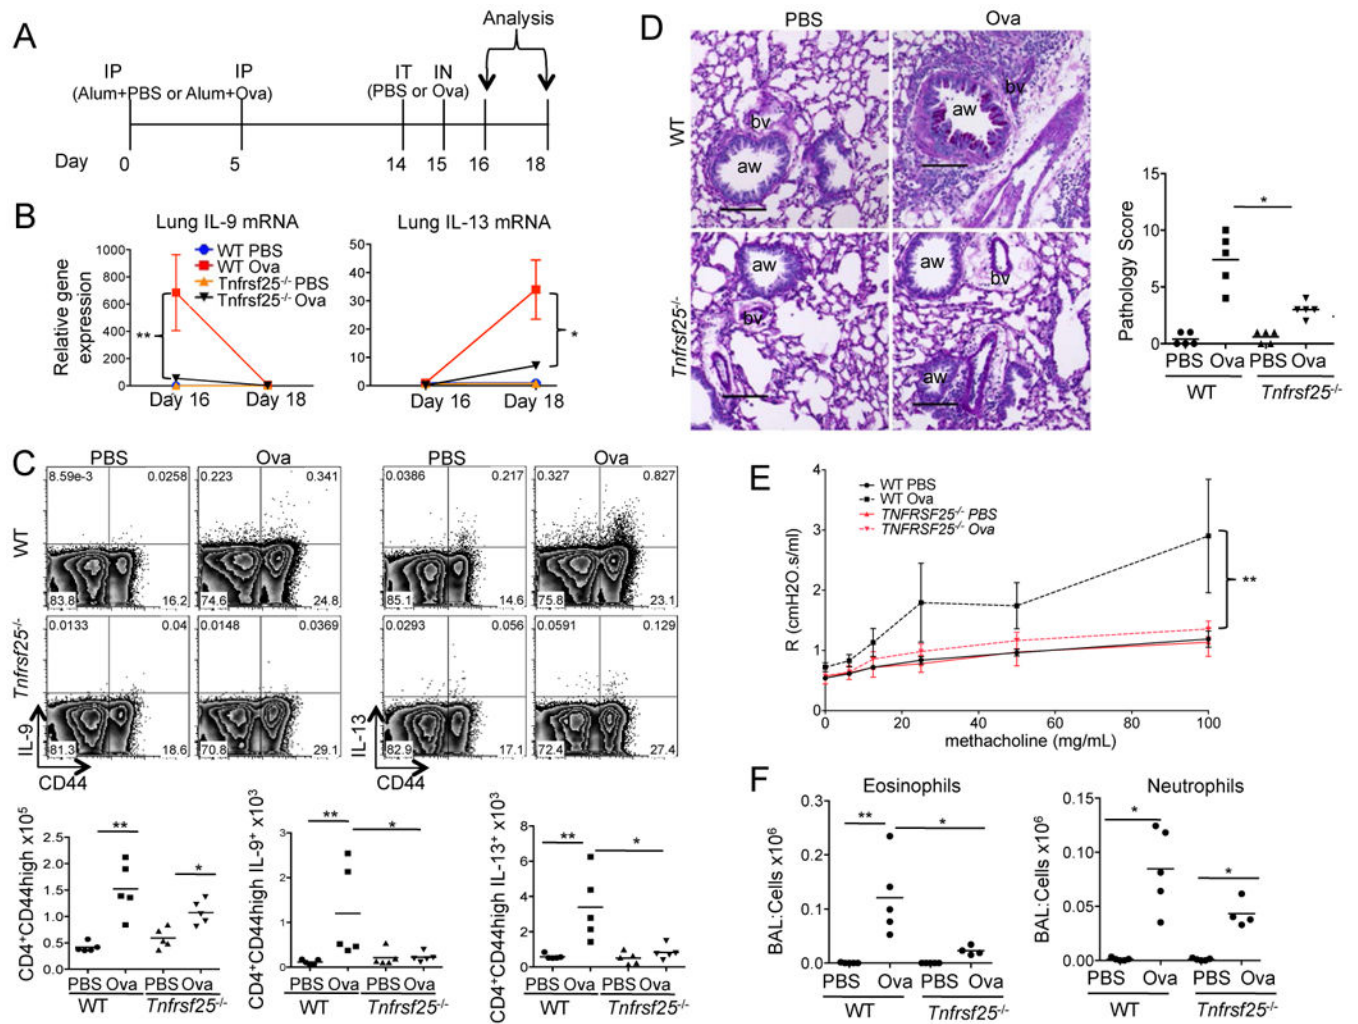 A
Analysis
IP
IP
IT
IN
(Alum+PBS or Alum+Ova)
(PBS or Ova)
Day 0 5 14 15 16 18
B
Lung IL-9 mRNA
Lung IL-13 mRNA
Relative gene
expression
1000
800
600
400
200
0
WT PBS
WT Ova
Tnfrsf25-/- PBS
Tnfrsf25-/- Ova
**
Day 16 Day 18
50
40
30
20
10
0
*
Day 16 Day 18
C
PBS Ova PBS Ova
WT
8.59e-3 0.0258 0.223 0.341 0.0386 0.217 0.327 0.827
83.8 16.2 74.6 24.8 85.1 14.6 75.8 23.1
Tnfrsf25-/-
0.0133 0.04 0.0148 0.0369 0.0293 0.056 0.0591 0.129
81.3 18.6 70.8 29.1 82.9 17.1 72.4 27.4
IL-9
CD44
IL-13
CD44
CD4+CD44high x10⁵
2.5
2.0
1.5
1.0
0.5
0.0
**
*
PBS Ova PBS Ova
WT Tnfrsf25-/-
CD4+CD44high IL-9+ x10³
3
2
1
0
**
*
PBS Ova PBS Ova
WT Tnfrsf25-/-
CD4+CD44high IL-13+ x10³
8
6
4
2
0
**
*
PBS Ova PBS Ova
WT Tnfrsf25-/-
D
PBS Ova
WT
bv
aw
bv
aw
Tnfrsf25-/-
aw
bv
aw
bv
aw
Pathology Score
15
10
5
0
*
PBS Ova PBS Ova
WT Tnfrsf25-/-
E
R (cmH2O.s/ml)
4
3
2
1
0
WT PBS
WT Ova
TNFRSF25-/- PBS
TNFRSF25-/- Ova
**
0 20 40 60 80 100
methacholine (mg/mL)
F
Eosinophils
BAL:Cells x10⁶
0.3
0.2
0.1
0.0
**
*
PBS Ova PBS Ova
WT Tnfrsf25-/-
Neutrophils
BAL:Cells x10⁶
0.15
0.10
0.05
0.00
*
*
PBS Ova PBS Ova
WT Tnfrsf25-/-